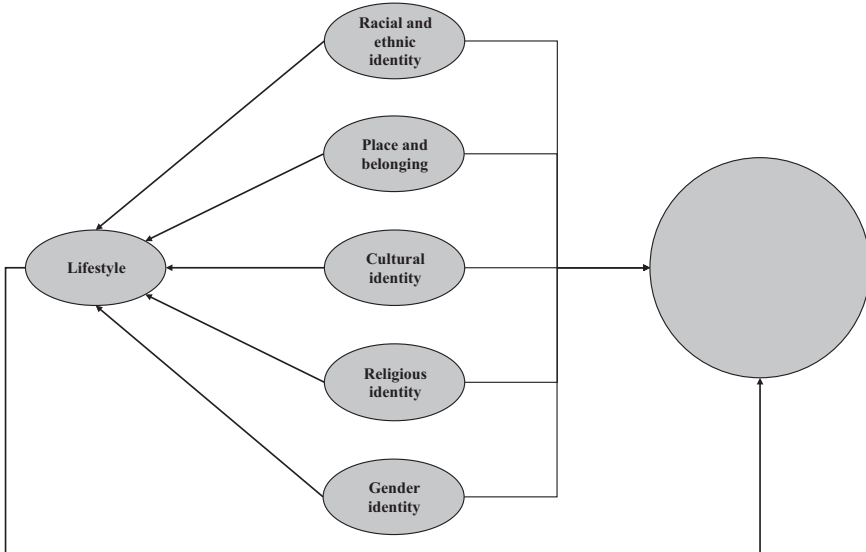 Racial and
ethnic
identity
Place and
belonging
Lifestyle
Cultural
identity
Religious
identity
Gender
identity